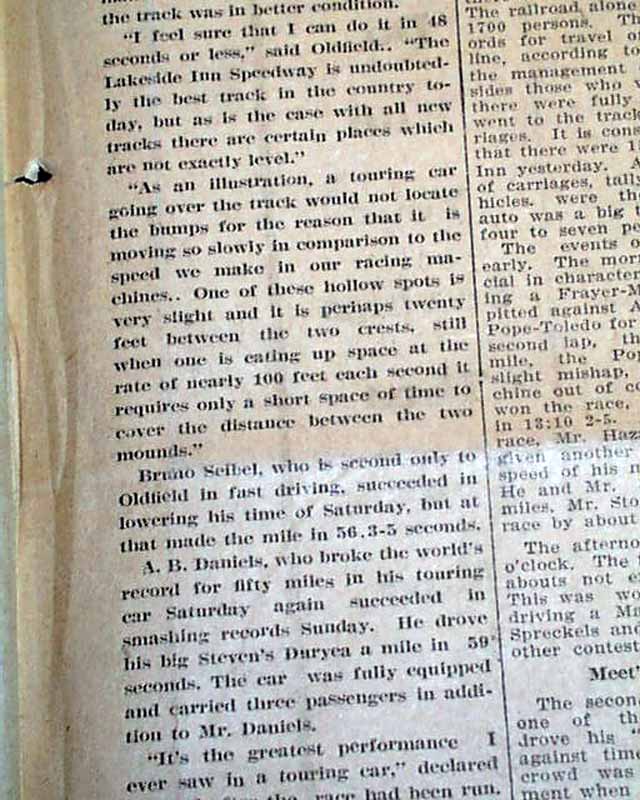 the track was in better condition.
"I feel sure that I can do it in 48
seconds or less," said Oldfield.. "The
Lakeside Inn Speedway is undoubted-
ly the best track in the country to-
day, but as is the case with all new
tracks there are certain places which
are not exactly level."
"As an illustration, a touring car
going over the track would not locate
the bumps for the reason that it is
moving so slowly in comparison to the
speed we make in our racing ma-
chines.. One of these hollow spots is
very slight and it is perhaps twenty
feet between the two crests, still
when one is eating up space at the
rate of nearly 100 feet each second it
requires only a short space of time to
cover the distance between the two
mounds."
Bruno Seibel, who is second only to
Oldfield in fast driving, succeeded in
lowering his time of Saturday, but at
that made the mile in 56.3-5 seconds.
A. B. Daniels, who broke the world's
record for fifty miles in his touring
car Saturday again succeeded in
smashing records Sunday. He drove
his big Steven's Duryea a mile in 59
seconds. The car was fully equipped
and carried three passengers in addi-
tion to Mr. Daniels.
"It's the greatest performance I
ever saw in a touring car," declared
after the race had been run.
The railroad alone
1700 persons. Th
ords for travel o
line, according to
the management
sides those who
there were fully
went to the track
riages. It is cons
that there were 1
Inn yesterday. A
of carriages, tally
hicles. were the
auto was a big
four to seven pe
The events o
early. The mor
cial in character
ing a Frayer-M
pitted against A
Pope-Toledo for
second lap, th
mile, the Pop
slight mishap,
chine out of co
won the race,
in 13:10 2-5.
race, Mr. Haz
given another
speed of his m
He and Mr.
miles, Mr. Sto
race by about
The afterno
o'clock. The
abouts not e
This was wo
driving a Ma
Spreckels and
other contest
Meet'
The second
one of th
drove his "
against time
crowd was
ment when